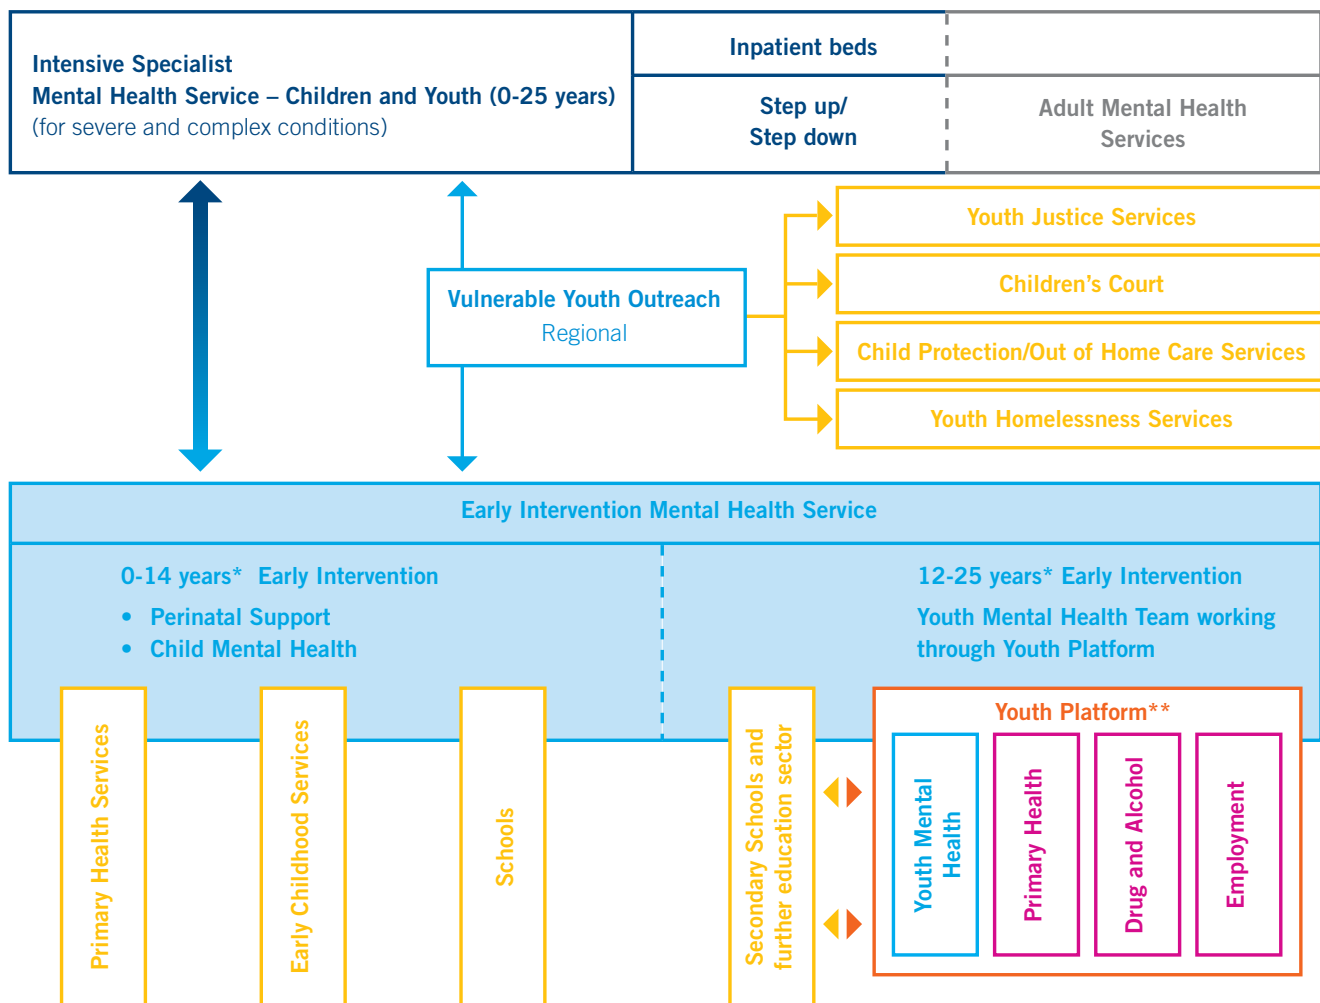 Intensive Specialist
Mental Health Service – Children and Youth (0-25 years)
(for severe and complex conditions)
Inpatient beds
Step up/
Step down
Adult Mental Health
Services
Youth Justice Services
Vulnerable Youth Outreach
Regional
Children's Court
Child Protection/Out of Home Care Services
Youth Homelessness Services
Early Intervention Mental Health Service
0-14 years* Early Intervention
• Perinatal Support
• Child Mental Health
12-25 years* Early Intervention
Youth Mental Health Team working
through Youth Platform
Primary Health Services
Early Childhood Services
Schools
Secondary Schools and
further education sector
Youth Platform**
Youth Mental
Health
Primary Health
Drug and Alcohol
Employment